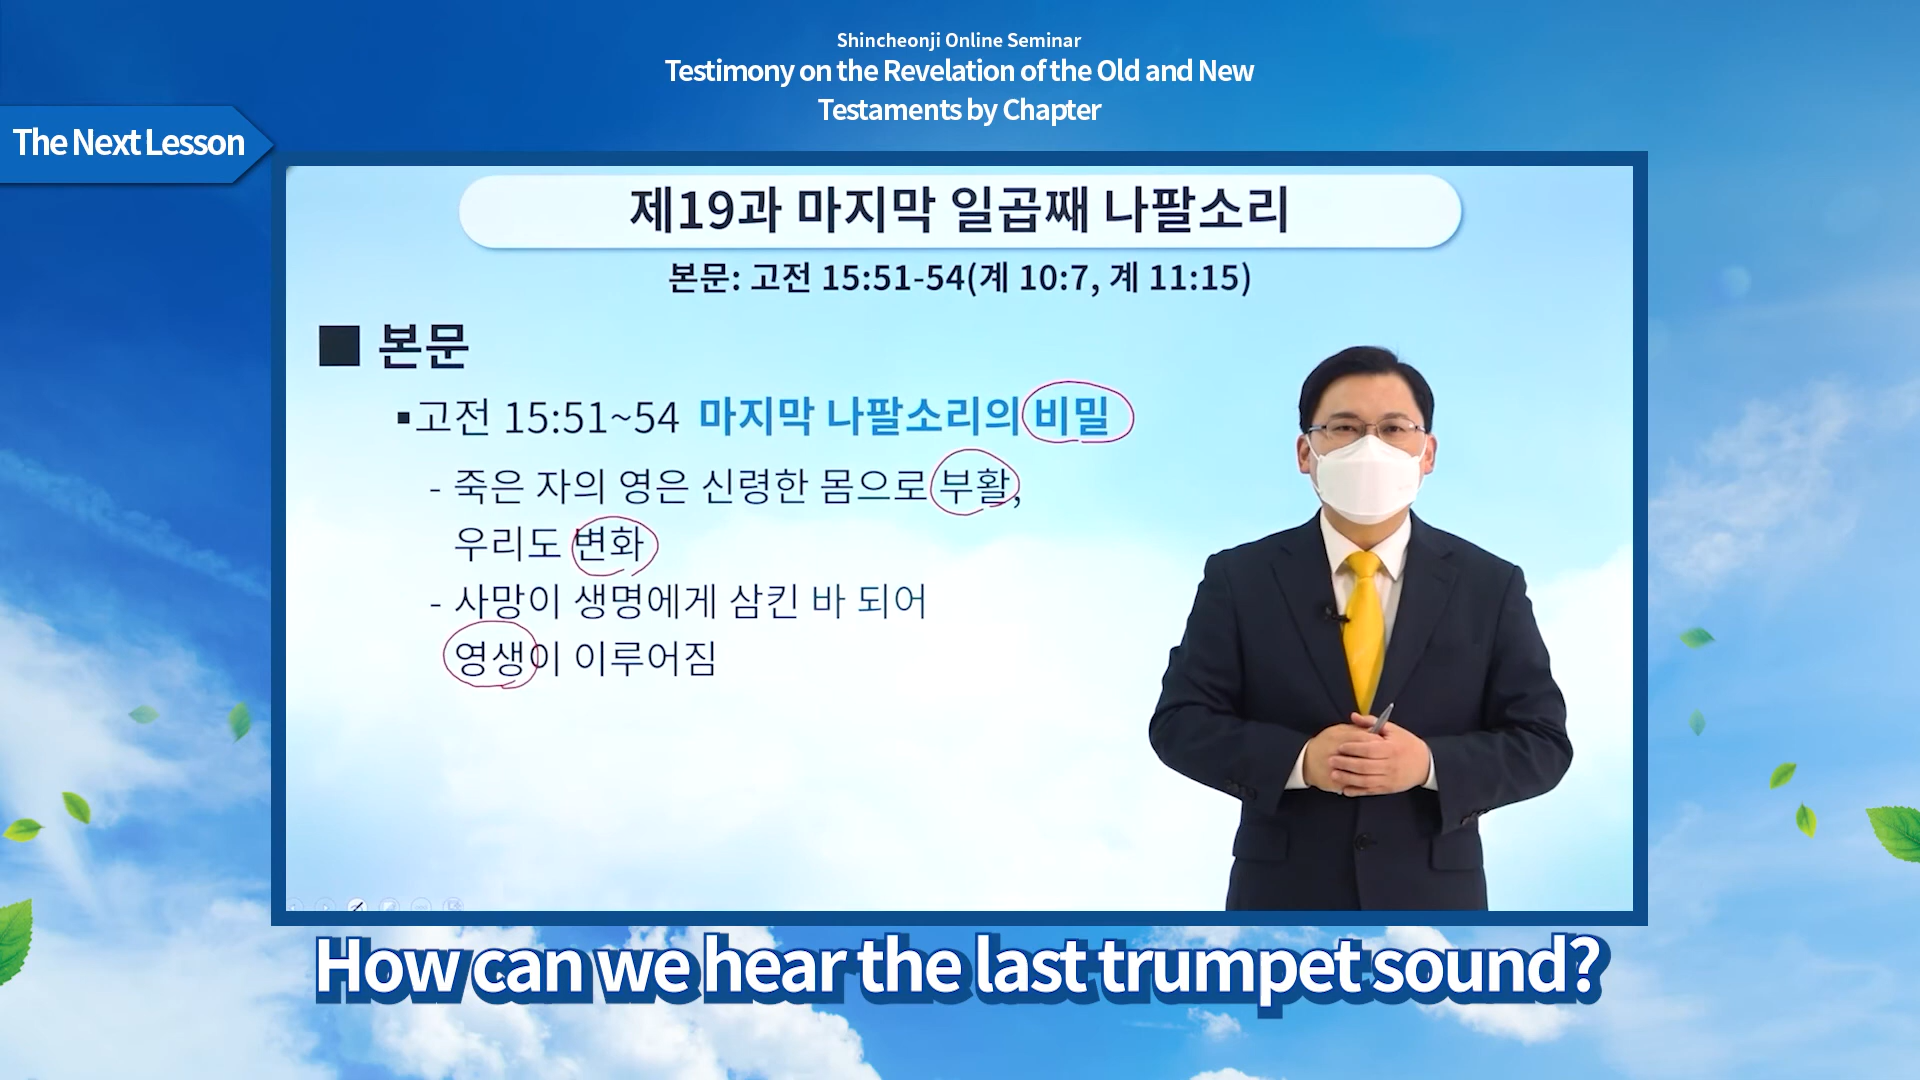 Shincheonji Online Seminar
Testimony on the Revelation of the Old and New
Testaments by Chapter
The Next Lesson
제19과 마지막 일곱째 나팔소리
본문: 고전 15:51-54(계 10:7, 계 11:15)
■ 본문
▪고전 15:51~54 마지막 나팔소리의 비밀
- 죽은 자의 영은 신령한 몸으로 부활,
우리도 변화
- 사망이 생명에게 삼킨 바 되어
영생이 이루어짐
How can we hear the last trumpet sound?